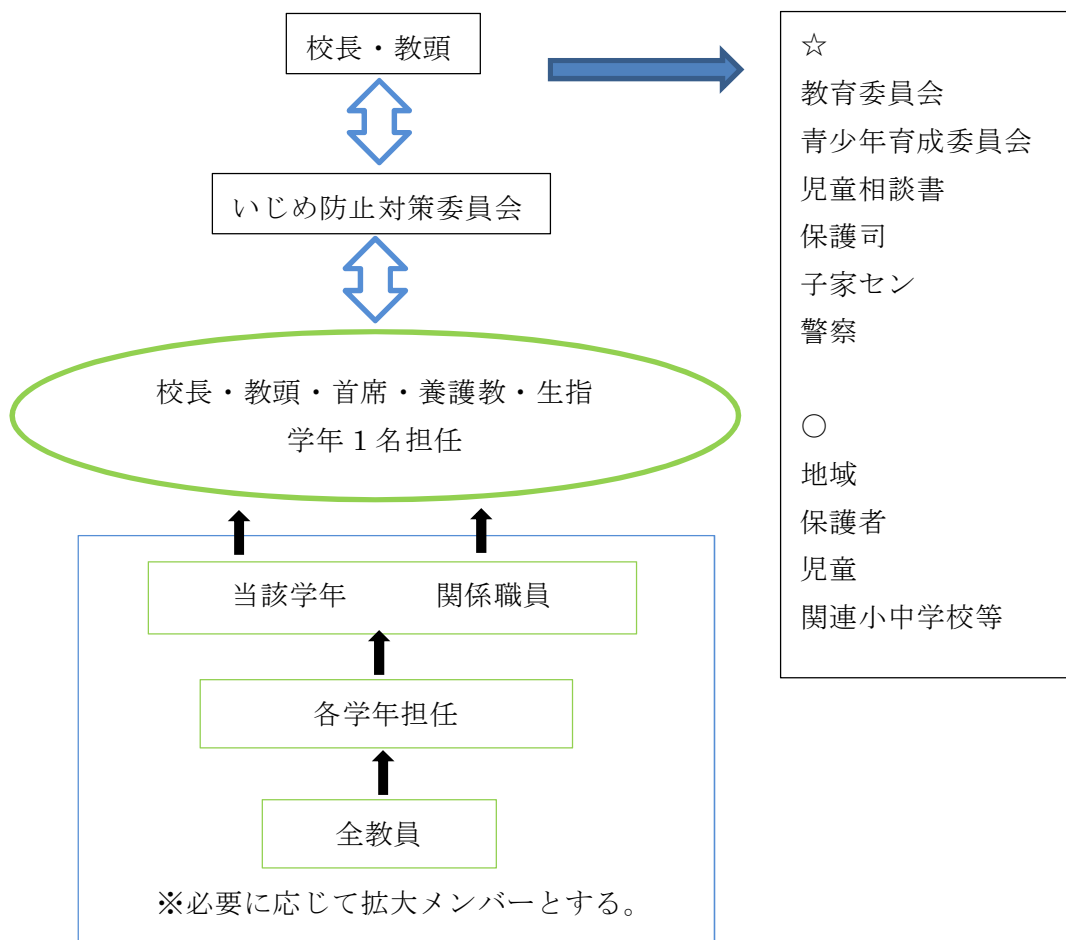 校長・教頭
いじめ防止対策委員会
校長・教頭・首席・養護教・生指
学年１名担任
当該学年　関係職員
各学年担任
全教員
※必要に応じて拡大メンバーとする。
☆
教育委員会
青少年育成委員会
児童相談書
保護司
子家セン
警察
○
地域
保護者
児童
関連小中学校等